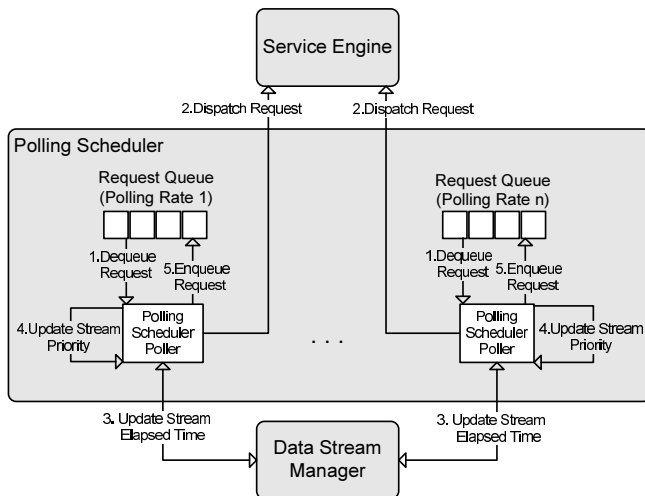 Service Engine
2.Dispatch Request
2.Dispatch Request
Polling Scheduler
Request Queue
(Polling Rate 1)
Request Queue
(Polling Rate n)
1.Dequeue
Request
5.Enqueue
Request
1.Dequeue
Request
5.Enqueue
Request
4.Update Stream
Priority
Polling
Scheduler
Poller
. . .
Polling
Scheduler
Poller
4.Update Stream
Priority
3. Update Stream
Elapsed Time
3. Update Stream
Elapsed Time
Data Stream
Manager